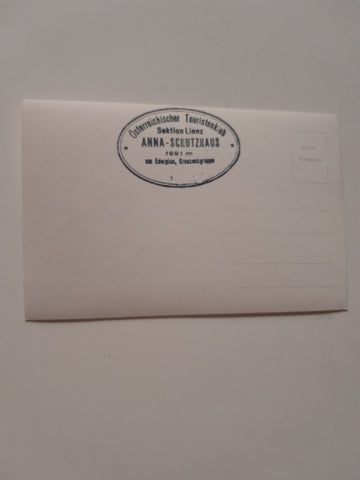 Österreichischer Touristenklub
Sektion Lienz
ANNA-SCHUTZHAUS
1991 m
am Ederplan, Kreuzeckgruppe